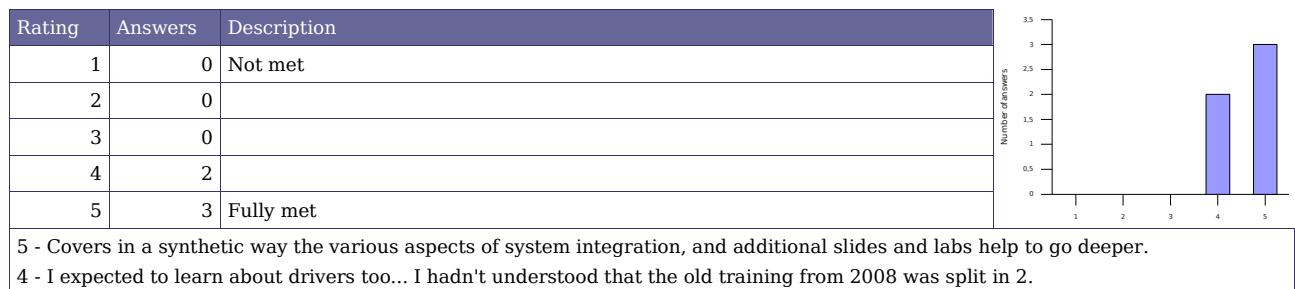 Rating Answers Description
1 0 Not met
2 0
3 0
4 2
5 3 Fully met
3,5
3
2,5
2
1,5
1
0,5
0
Number of answers
1 2 3 4 5
5 - Covers in a synthetic way the various aspects of system integration, and additional slides and labs help to go deeper.
4 - I expected to learn about drivers too... I hadn't understood that the old training from 2008 was split in 2.